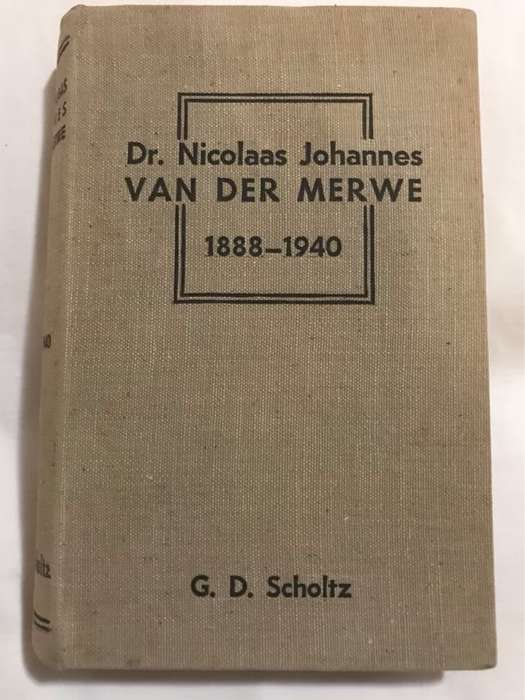 Dr. Nicolaas Johannes
VAN DER MERWE
1888–1940
G. D. Scholtz